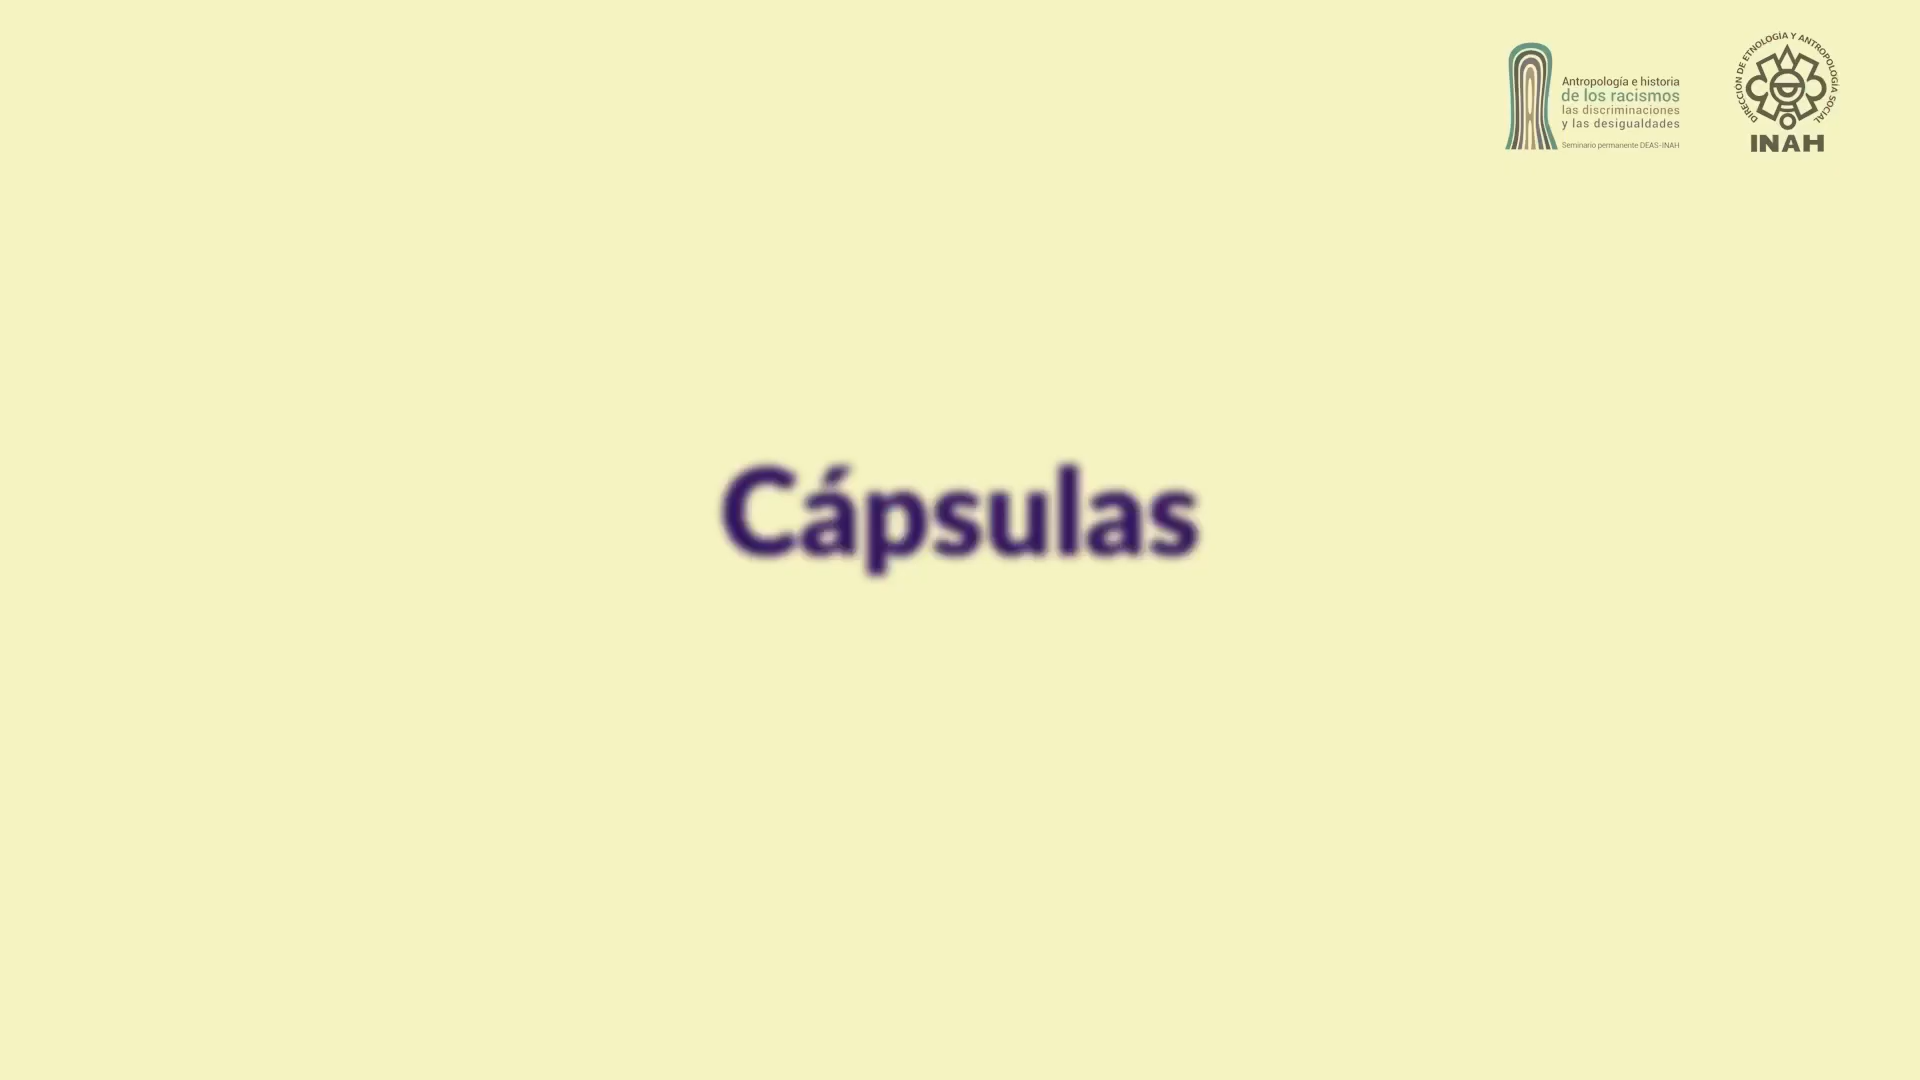 Antropología e historia
de los racismos
las discriminaciones
y las desigualdades
Seminario permanente DEAS-INAH
DIRECCIÓN DE ETNOLOGÍA Y ANTROPOLOGÍA SOCIAL
INAH
Cápsulas